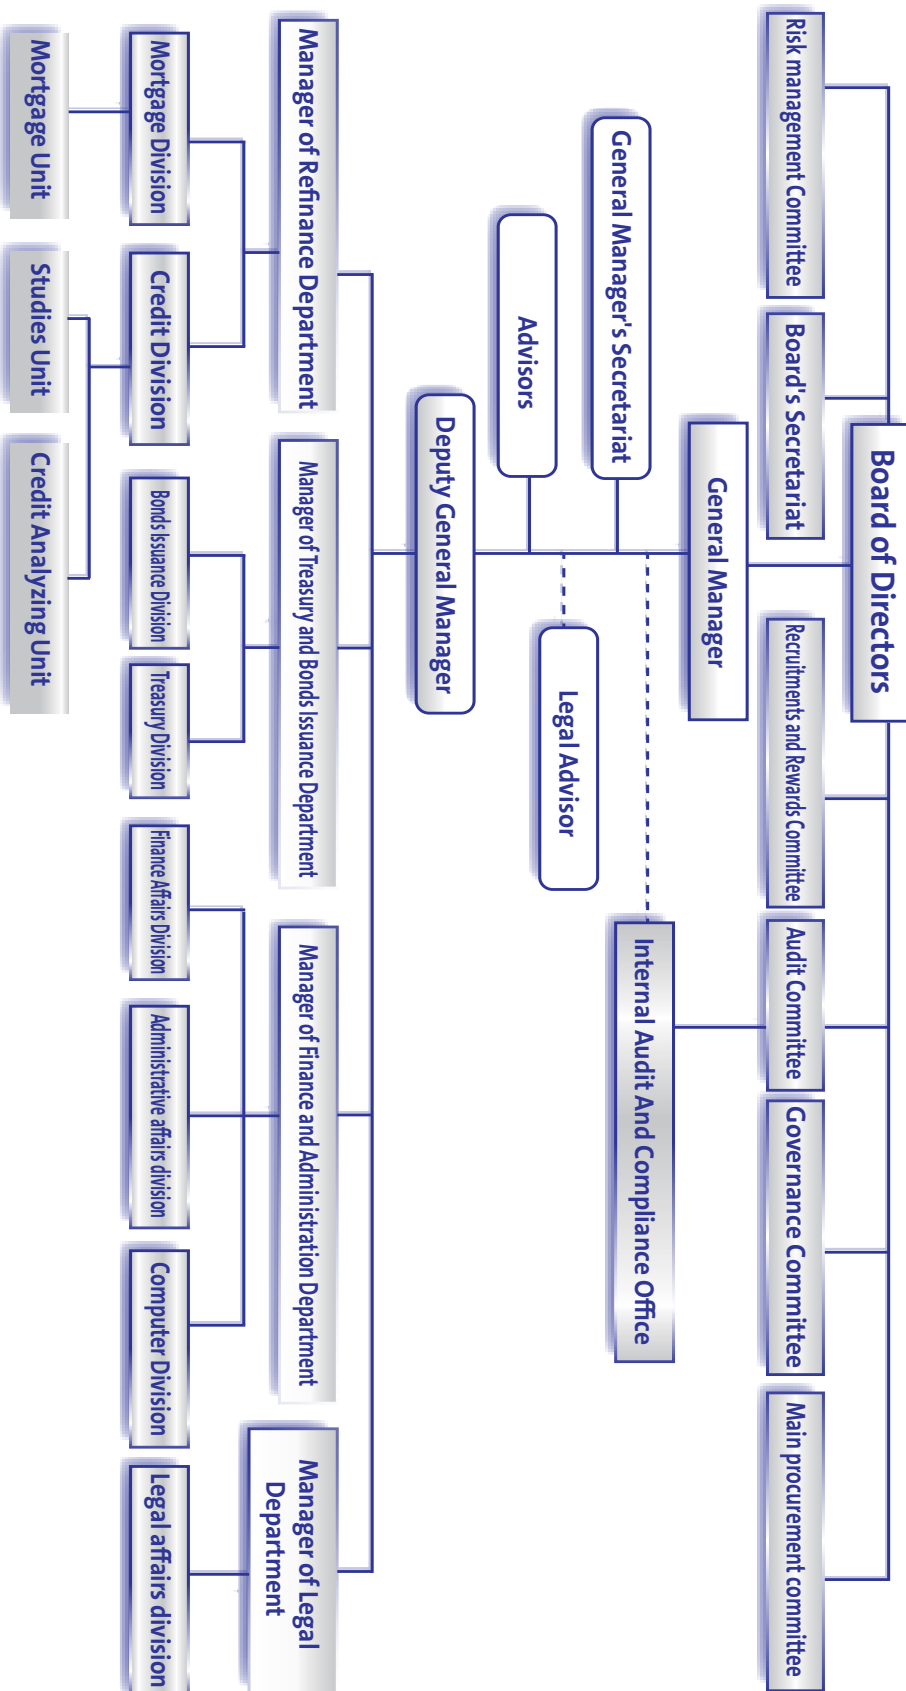 Board of Directors
Risk management Committee
Board's Secretariat
Recruitments and Rewards Committee
Audit Committee
Governance Committee
Main procurement committee
General Manager
General Manager's Secretariat
Internal Audit And Compliance Office
Advisors
Legal Advisor
Deputy General Manager
Manager of Refinance Department
Manager of Treasury and Bonds Issuance Department
Manager of Finance and Administration Department
Manager of Legal
Department
Mortgage Division
Credit Division
Bonds Issuance Division
Treasury Division
Finance Affairs Division
Administrative affairs division
Computer Division
Legal affairs division
Mortgage Unit
Studies Unit
Credit Analyzing Unit